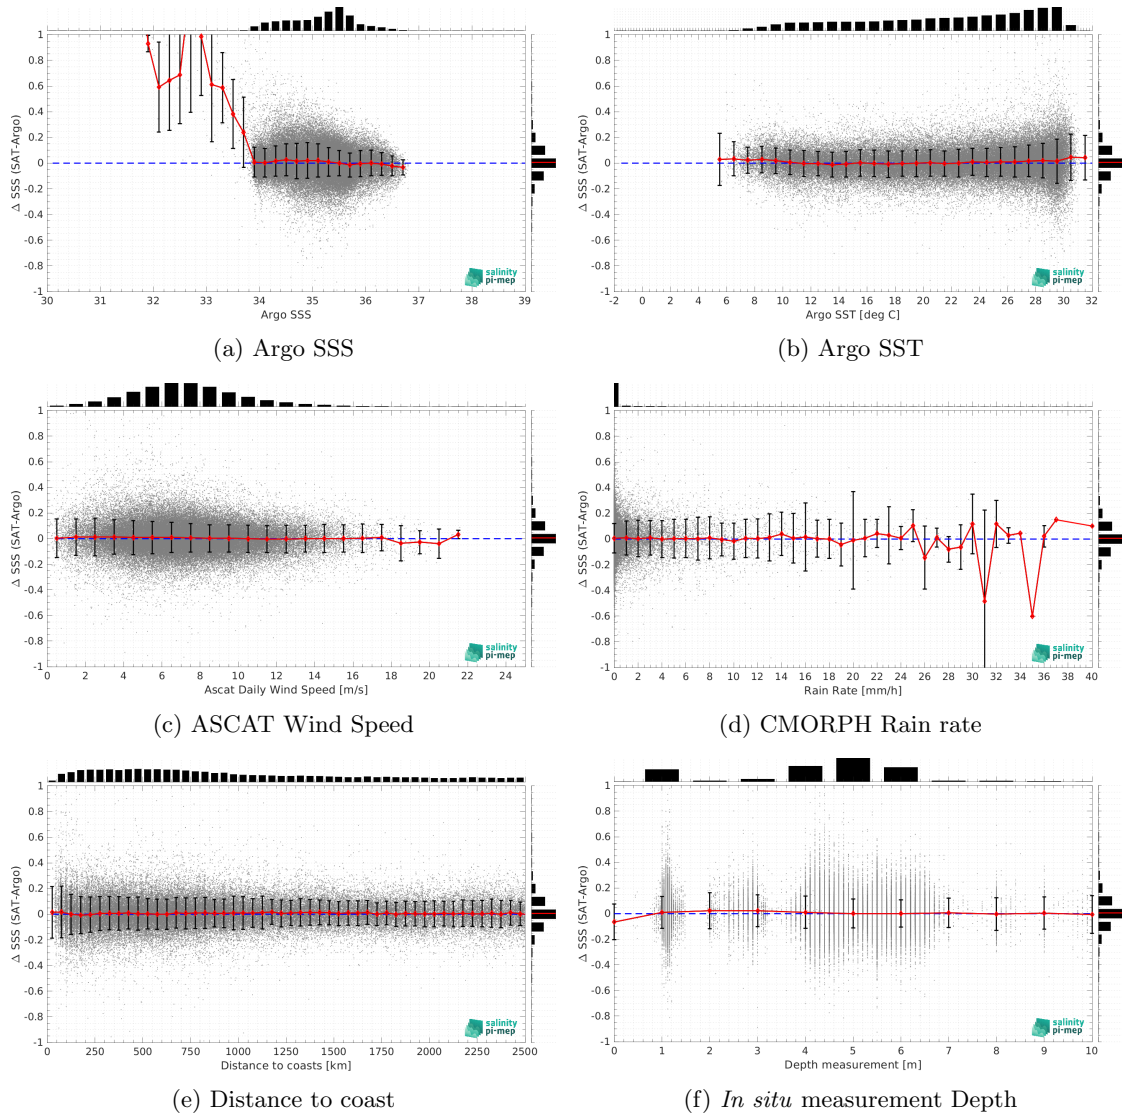 1
0.8
0.6
0.4
0.2
0
-0.2
-0.4
-0.6
-0.8
-1
Δ SSS (SAT-Argo)
30 31 32 33 34 35 36 37 38 39
Argo SSS
salinity
pi-mep
(a) Argo SSS
1
0.8
0.6
0.4
0.2
0
-0.2
-0.4
-0.6
-0.8
-1
Δ SSS (SAT-Argo)
-2 0 2 4 6 8 10 12 14 16 18 20 22 24 26 28 30 32
Argo SST [deg C]
salinity
pi-mep
(b) Argo SST
1
0.8
0.6
0.4
0.2
0
-0.2
-0.4
-0.6
-0.8
-1
Δ SSS (SAT-Argo)
0 2 4 6 8 10 12 14 16 18 20 22 24
Ascat Daily Wind Speed [m/s]
salinity
pi-mep
(c) ASCAT Wind Speed
1
0.8
0.6
0.4
0.2
0
-0.2
-0.4
-0.6
-0.8
-1
Δ SSS (SAT-Argo)
0 2 4 6 8 10 12 14 16 18 20 22 24 26 28 30 32 34 36 38 40
Rain Rate [mm/h]
salinity
pi-mep
(d) CMORPH Rain rate
1
0.8
0.6
0.4
0.2
0
-0.2
-0.4
-0.6
-0.8
-1
Δ SSS (SAT-Argo)
0 250 500 750 1000 1250 1500 1750 2000 2250 2500
Distance to coasts [km]
salinity
pi-mep
(e) Distance to coast
1
0.8
0.6
0.4
0.2
0
-0.2
-0.4
-0.6
-0.8
-1
Δ SSS (SAT-Argo)
0 1 2 3 4 5 6 7 8 9 10
Depth measurement [m]
salinity
pi-mep
(f) In situ measurement Depth